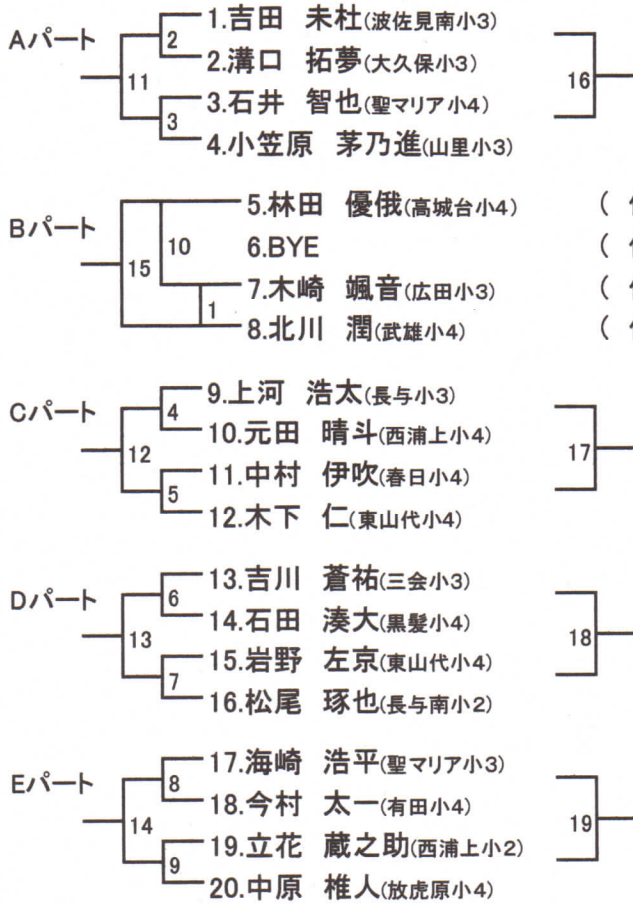 Aパート
1.吉田 未杜(波佐見南小3)
2
2.溝口 拓夢(大久保小3)
11
16
3.石井 智也(聖マリア小4)
3
4.小笠原 茅乃進(山里小3)
Bパート
5.林田 優俄(高城台小4) (
10
6.BYE (
15
7.木崎 颯音(広田小3) (
1
8.北川 潤(武雄小4) (
Cパート
9.上河 浩太(長与小3)
4
10.元田 晴斗(西浦上小4)
12
17
11.中村 伊吹(春日小4)
5
12.木下 仁(東山代小4)
Dパート
13.吉川 蒼祐(三会小3)
6
14.石田 湊大(黒髪小4)
13
18
15.岩野 左京(東山代小4)
7
16.松尾 琢也(長与南小2)
Eパート
17.海崎 浩平(聖マリア小3)
8
18.今村 太一(有田小4)
14
19
19.立花 蔵之助(西浦上小2)
9
20.中原 椎人(放虎原小4)